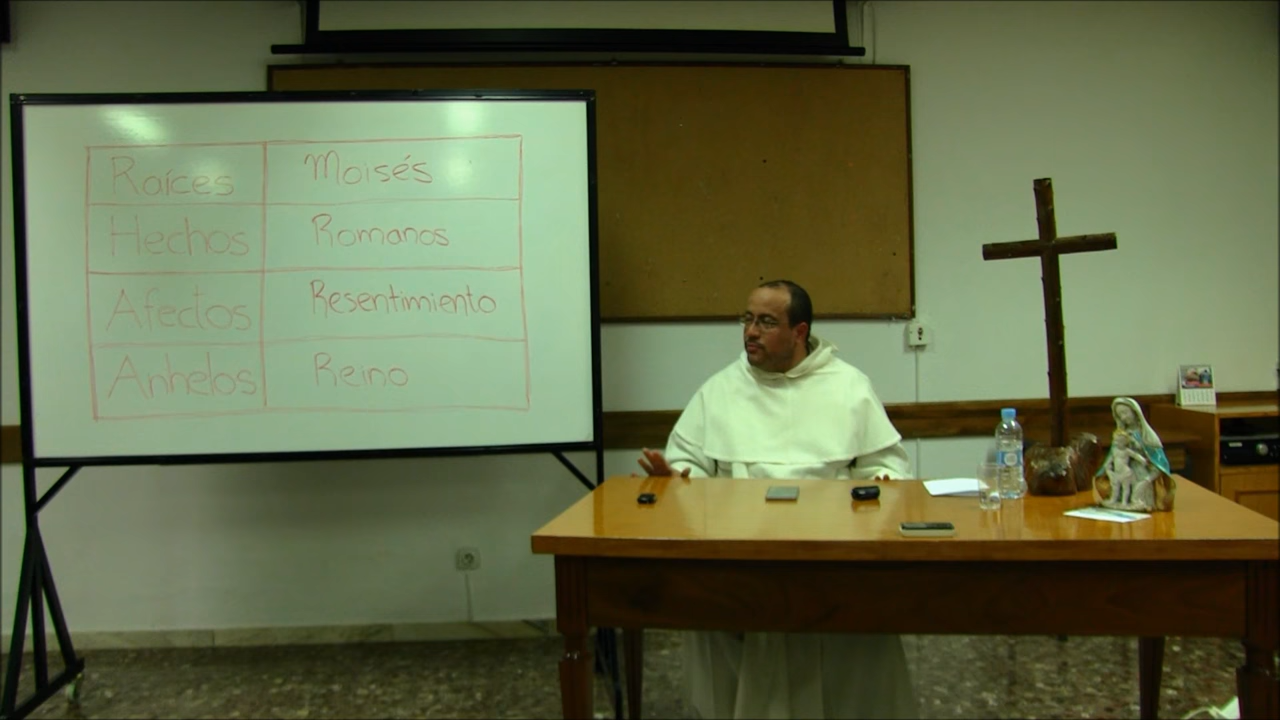 Raíces Moisés
Hechos Romanos
Afectos Resentimiento
Anhelos Reino